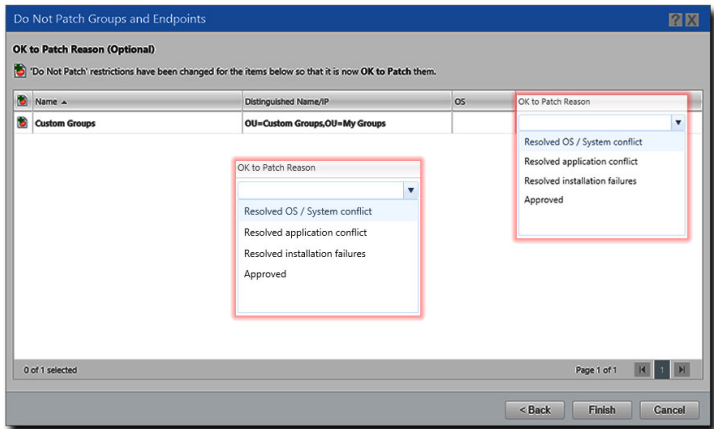 Do Not Patch Groups and Endpoints
? X
OK to Patch Reason (Optional)
'Do Not Patch' restrictions have been changed for the items below so that it is now OK to Patch them.
Name Distinguished Name/IP OS OK to Patch Reason
Custom Groups OU=Custom Groups,OU=My Groups
Resolved OS / System conflict
Resolved application conflict
Resolved installation failures
Approved
OK to Patch Reason
Resolved OS / System conflict
Resolved application conflict
Resolved installation failures
Approved
0 of 1 selected Page 1 of 1 1
< Back Finish Cancel